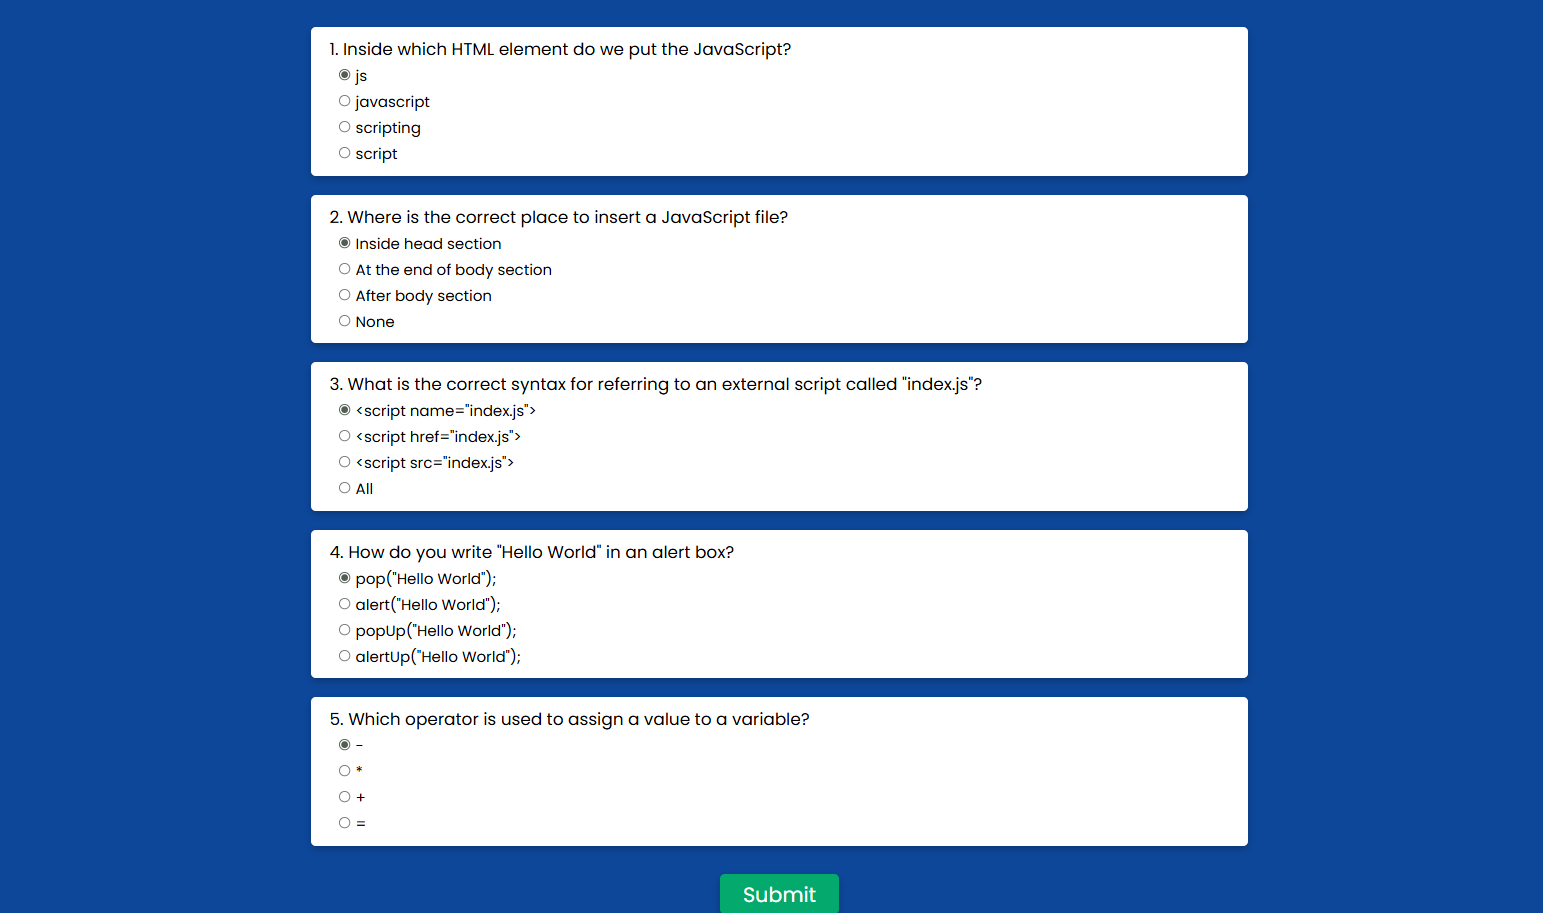 1. Inside which HTML element do we put the JavaScript?
js
javascript
scripting
script
2. Where is the correct place to insert a JavaScript file?
Inside head section
At the end of body section
After body section
None
3. What is the correct syntax for referring to an external script called "index.js"?
<script name="index.js">
<script href="index.js">
<script src="index.js">
All
4. How do you write "Hello World" in an alert box?
pop("Hello World");
alert("Hello World");
popUp("Hello World");
alertUp("Hello World");
5. Which operator is used to assign a value to a variable?
-
*
+
=
Submit